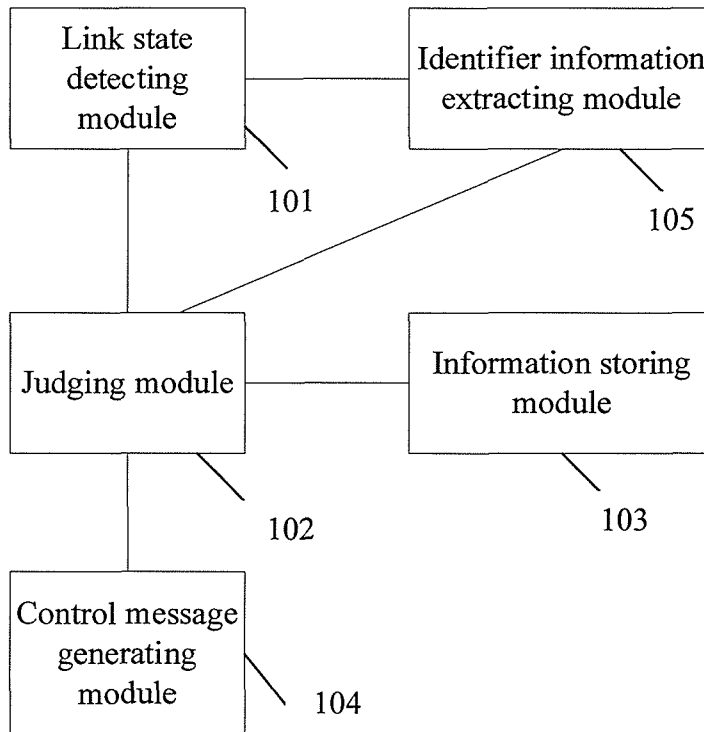 Link state
detecting
module
Identifier information
extracting module
101
105
Judging module
Information storing
module
102
103
Control message
generating
module
104